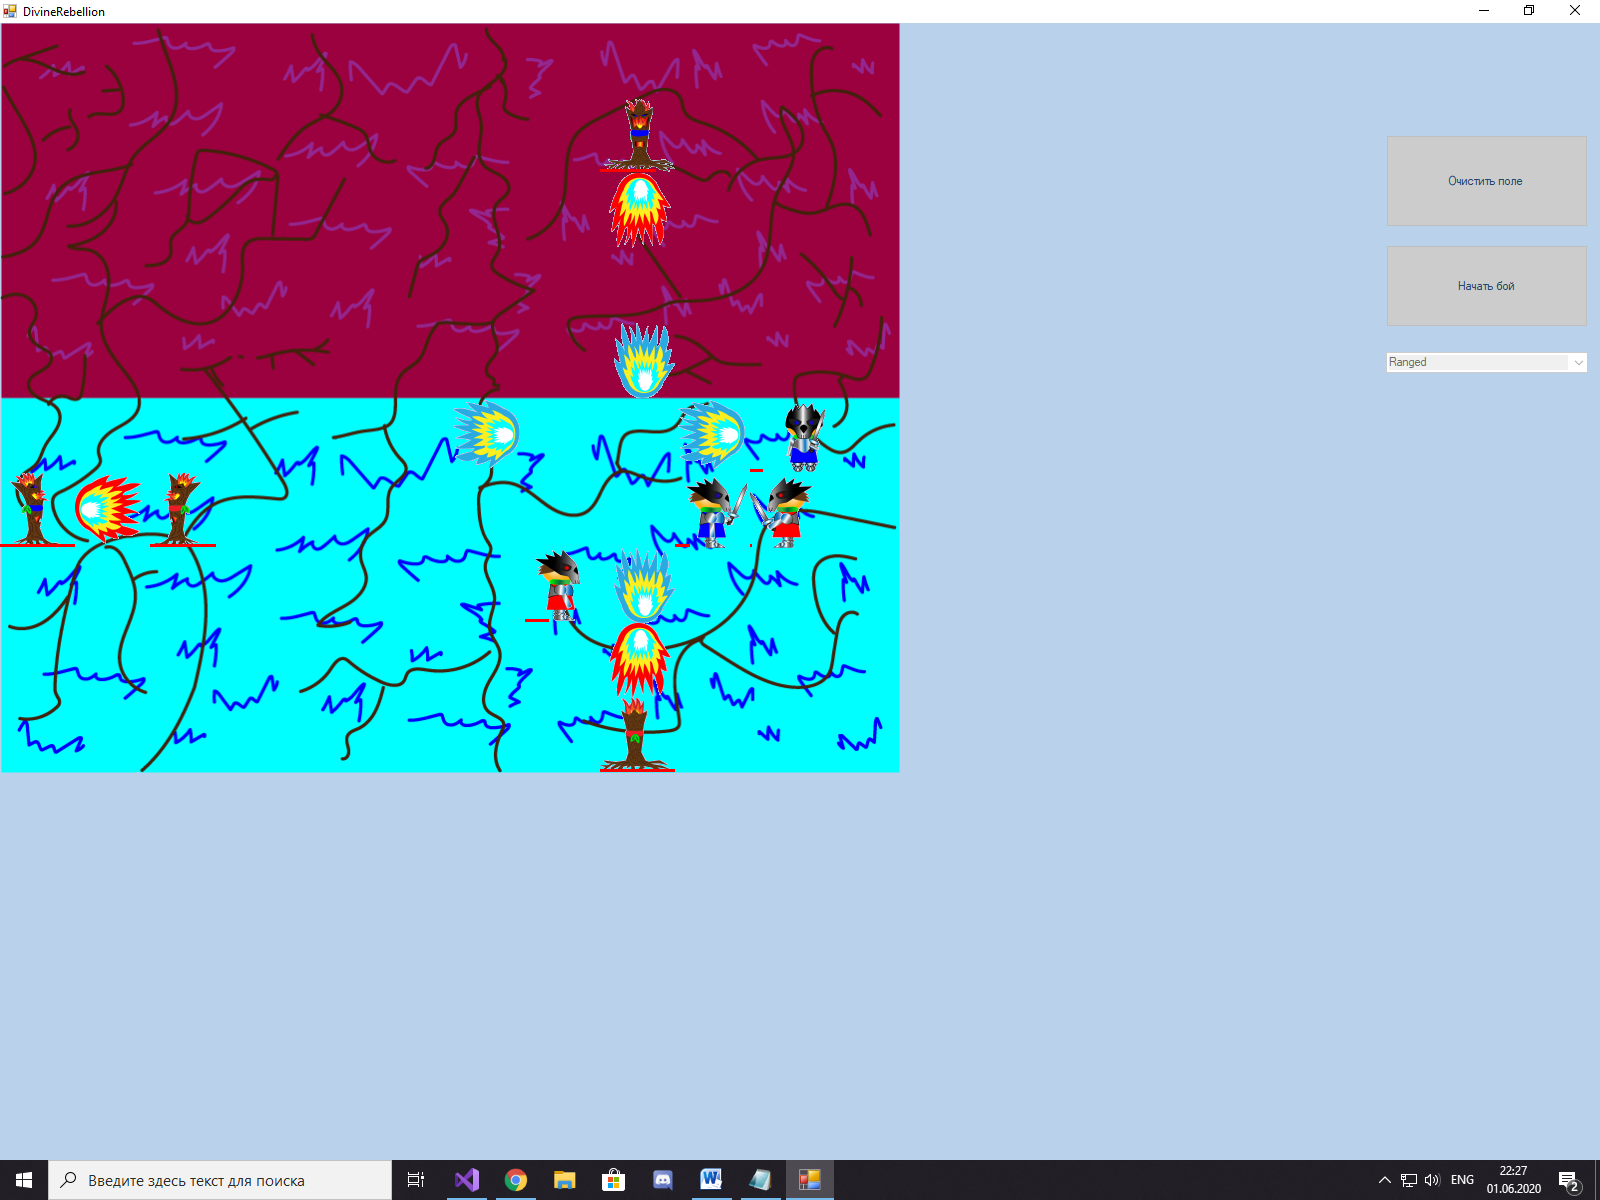 DivineRebellion
Очистить поле
Начать бой
Ranged
Введите здесь текст для поиска
ENG
22:27
01.06.2020
2